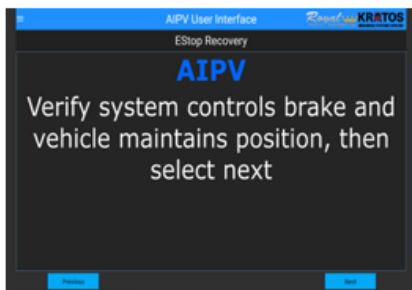 AIPV User Interface
Royal KRATOS
EStop Recovery
AIPV
Verify system controls brake and
vehicle maintains position, then
select next
Previous
Next